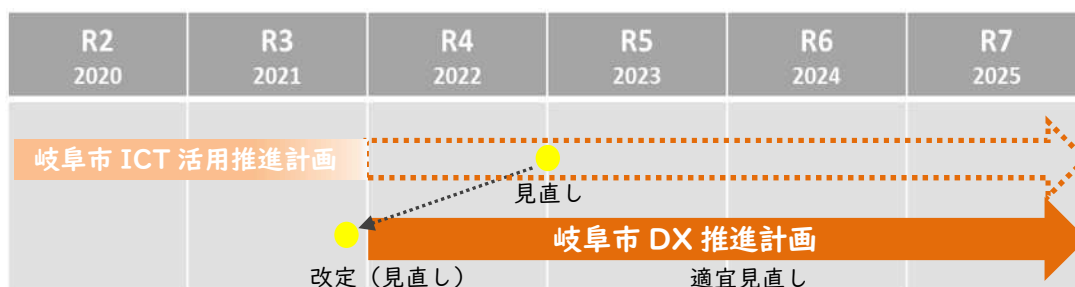 R2 R3 R4 R5 R6 R7
2020 2021 2022 2023 2024 2025
岐阜市 ICT 活用推進計画
見直し
岐阜市 DX 推進計画
改定（見直し） 適宜見直し